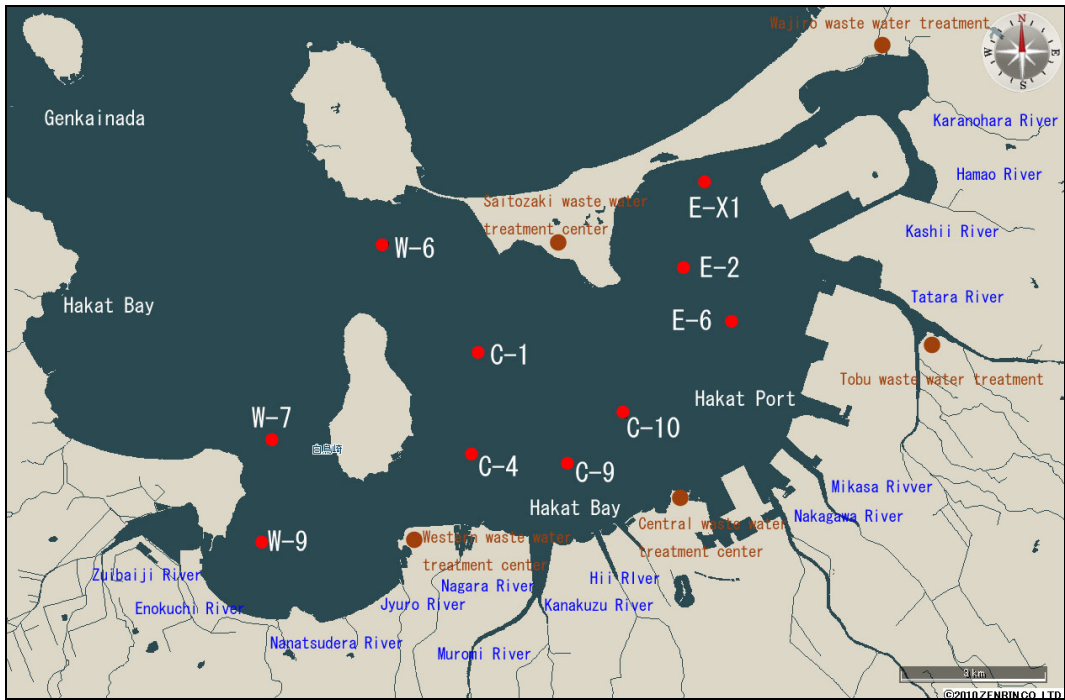 Wajiro waste water treatment
N
W
E
S
Genkainada
Karanohara River
Hamao River
Saitozaki waste water
treatment center
E-X1
Kashii River
W-6
E-2
Tatara River
Hakat Bay
E-6
C-1
Tobu waste water treatment
Hakat Port
W-7
C-10
白鳥崎
C-4
C-9
Mikasa Rivver
Hakat Bay
Nakagawa River
Central waste water
treatment center
W-9
Western waste water
treatment center
Zuibaiji River
Hii RIver
Nagara River
Enokuchi River
Jyuro River
Kanakuzu River
Nanatsudera River
Muromi River
3km
©2010 ZENRIN CO LTD